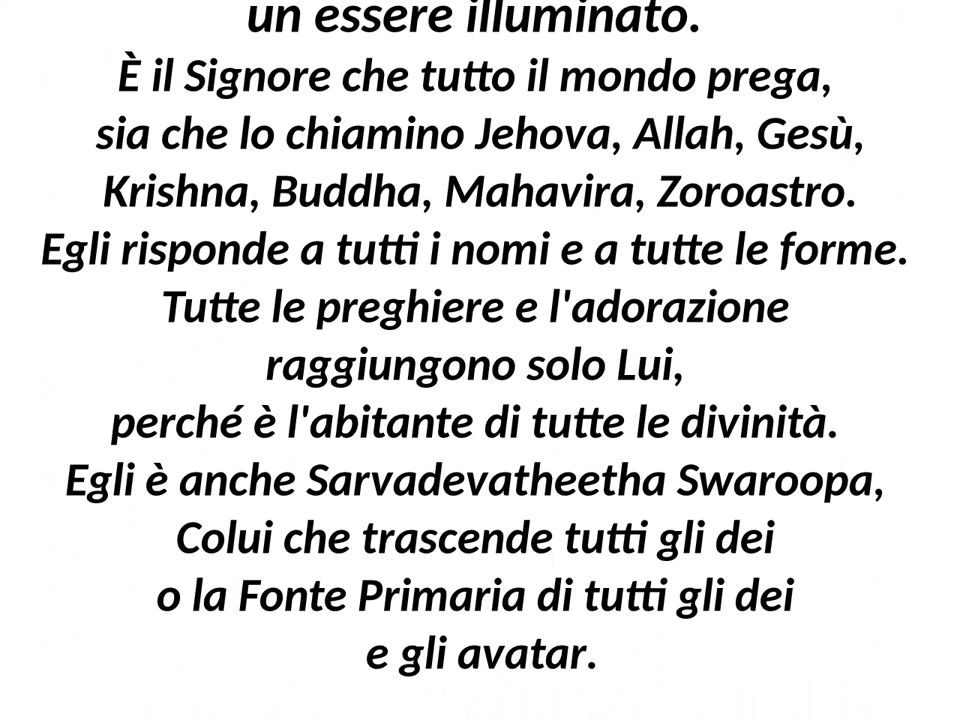 un essere illuminato.
È il Signore che tutto il mondo prega,
sia che lo chiamino Jehova, Allah, Gesù,
Krishna, Buddha, Mahavira, Zoroastro.
Egli risponde a tutti i nomi e a tutte le forme.
Tutte le preghiere e l'adorazione
raggiungono solo Lui,
perché è l'abitante di tutte le divinità.
Egli è anche Sarvadevatheetha Swaroopa,
Colui che trascende tutti gli dei
o la Fonte Primaria di tutti gli dei
e gli avatar.